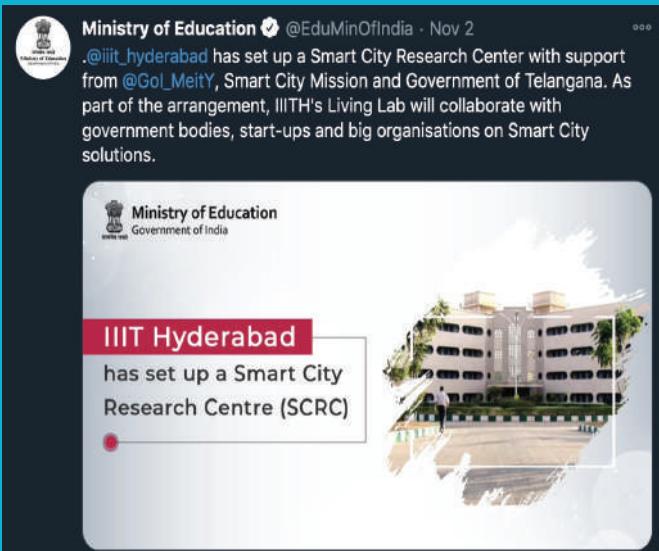 Ministry of Education @EduMinOfIndia · Nov 2
.@iiit_hyderabad has set up a Smart City Research Center with support
from @GoI_MeitY, Smart City Mission and Government of Telangana. As
part of the arrangement, IIITH's Living Lab will collaborate with
government bodies, start-ups and big organisations on Smart City
solutions.
Ministry of Education
Government of India
IIIT Hyderabad
has set up a Smart City
Research Centre (SCRC)